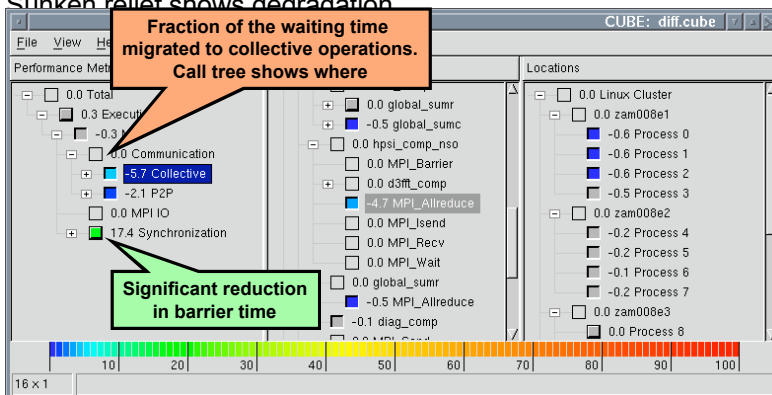 Sunken relief shows degradation
CUBE: diff.cube
File View He
Performance Metr
Locations
Fraction of the waiting time
migrated to collective operations.
Call tree shows where
0.0 Total
0.3 Execu
-0.3
0.0 Communication
-5.7 Collective
-2.1 P2P
0.0 MPI IO
17.4 Synchronization
Significant reduction
in barrier time
0.0 global_sumr
-0.5 global_sumc
0.0 hpsi_comp_nso
0.0 MPI_Barrier
0.0 d3fft_comp
-4.7 MPI_Allreduce
0.0 MPI_Isend
0.0 MPI_Recv
0.0 MPI_Wait
0.0 global_sumr
-0.5 MPI_Allreduce
-0.1 diag_comp
0.0 MPI_Send
0.0 Linux Cluster
0.0 zam008e1
-0.6 Process 0
-0.6 Process 1
-0.6 Process 2
-0.5 Process 3
0.0 zam008e2
-0.2 Process 4
-0.2 Process 5
-0.1 Process 6
-0.2 Process 7
0.0 zam008e3
0.0 Process 8
10 20 30 40 50 60 70 80 90 100
16 x 1